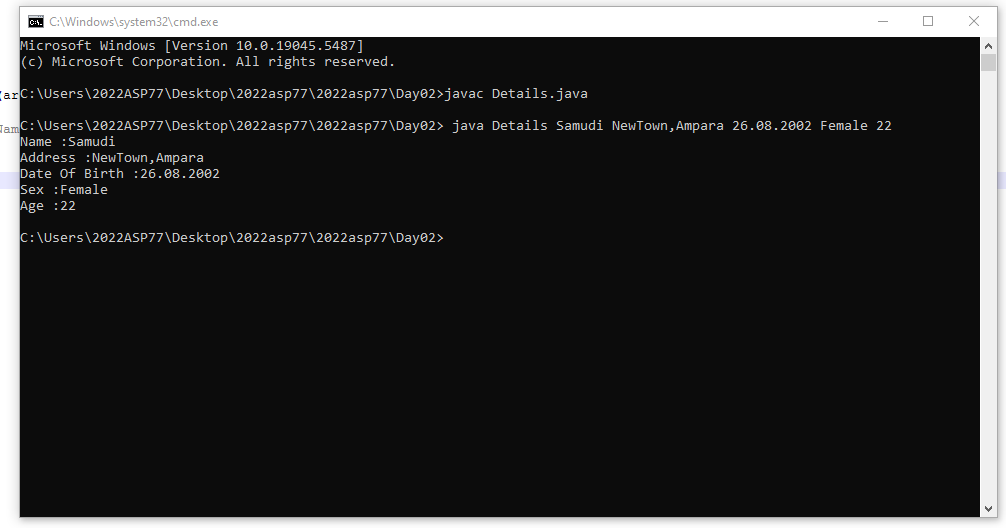 C:\Windows\system32\cmd.exe
Microsoft Windows [Version 10.0.19045.5487]
(c) Microsoft Corporation. All rights reserved.
(ar
C:\Users\2022ASP77\Desktop\2022asp77\2022asp77\Day02>javac Details.java
C:\Users\2022ASP77\Desktop\2022asp77\2022asp77\Day02> java Details Samudi NewTown,Ampara 26.08.2002 Female 22
Name :Samudi
Address :NewTown,Ampara
Date Of Birth :26.08.2002
Sex :Female
Age :22
C:\Users\2022ASP77\Desktop\2022asp77\2022asp77\Day02>